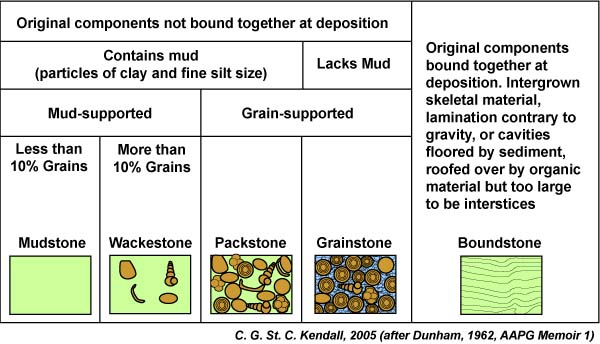 Original components not bound together at deposition
Contains mud
(particles of clay and fine silt size)
Lacks Mud
Mud-supported
Grain-supported
Less than
10% Grains
More than
10% Grains
Original components
bound together at
deposition. Intergrown
skeletal material,
lamination contrary to
gravity, or cavities
floored by sediment,
roofed over by organic
material but too large
to be interstices
Mudstone
Wackestone
Packstone
Grainstone
Boundstone
C. G. St. C. Kendall, 2005 (after Dunham, 1962, AAPG Memoir 1)